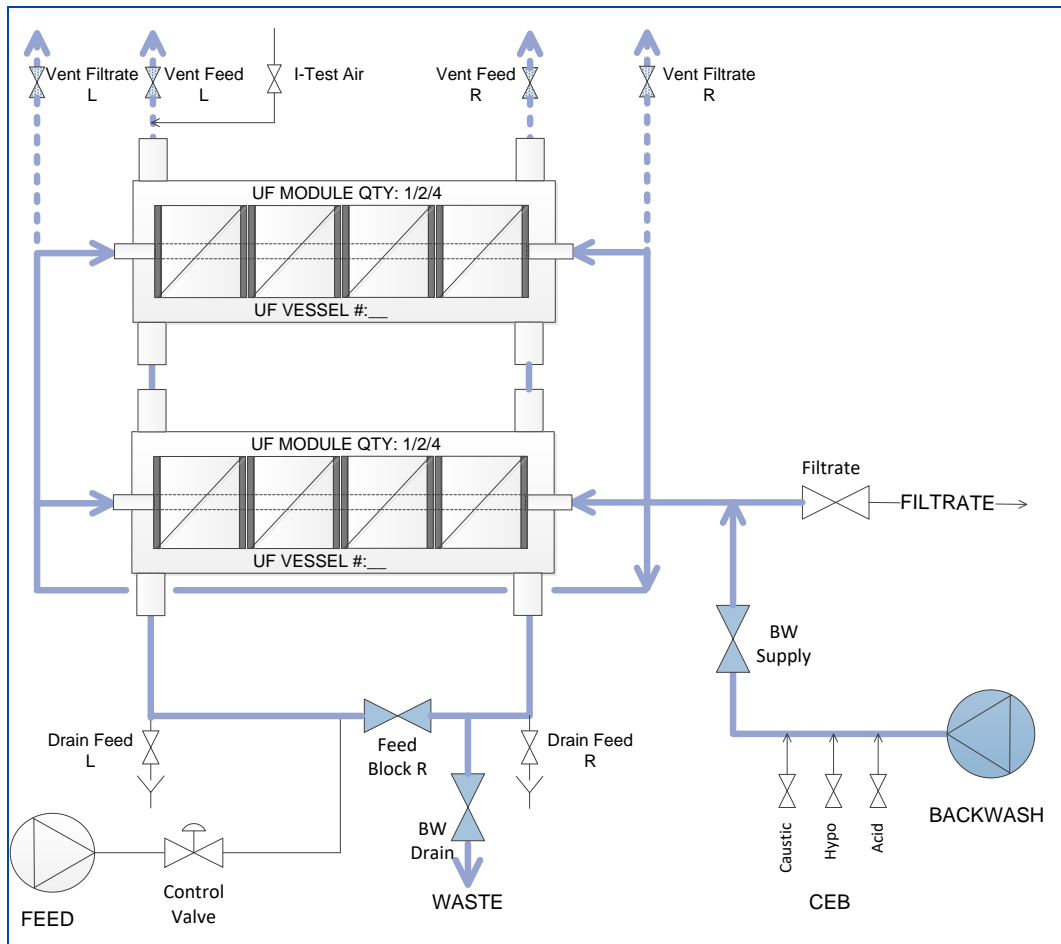 Vent Filtrate
L
Vent Feed
L
I-Test Air
Vent Feed
R
Vent Filtrate
R
UF MODULE QTY: 1/2/4
UF VESSEL #:__
UF MODULE QTY: 1/2/4
UF VESSEL #:__
Filtrate
FILTRATE
BW
Supply
Drain Feed
L
Feed
Block R
Drain Feed
R
BW
Drain
Caustic
Hypo
Acid
BACKWASH
Control
Valve
FEED
WASTE
CEB